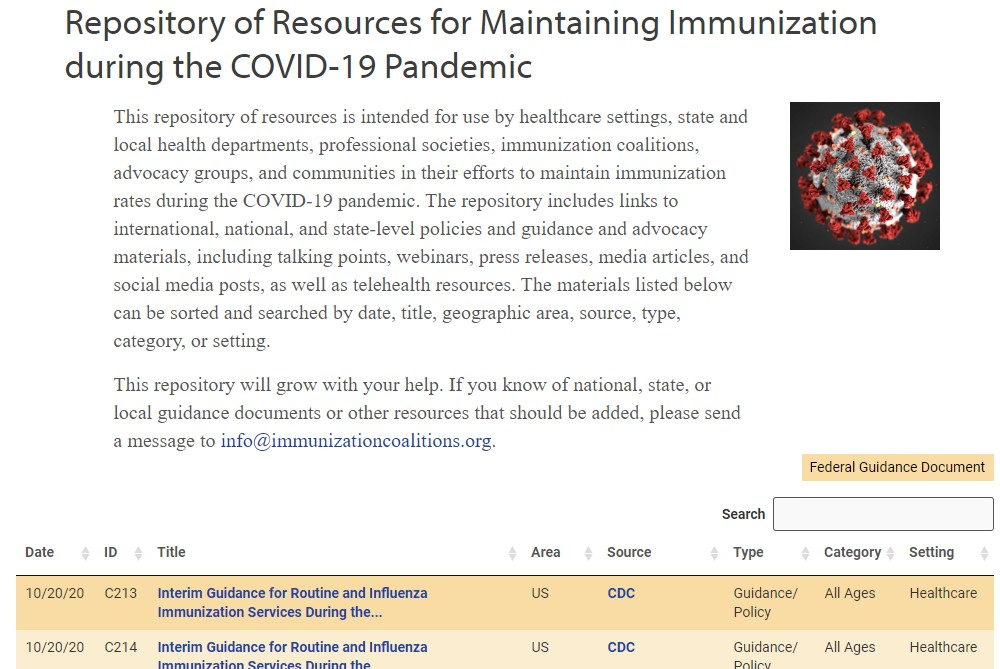 Repository of Resources for Maintaining Immunization
during the COVID-19 Pandemic
This repository of resources is intended for use by healthcare settings, state and
local health departments, professional societies, immunization coalitions,
advocacy groups, and communities in their efforts to maintain immunization
rates during the COVID-19 pandemic. The repository includes links to
international, national, and state-level policies and guidance and advocacy
materials, including talking points, webinars, press releases, media articles, and
social media posts, as well as telehealth resources. The materials listed below
can be sorted and searched by date, title, geographic area, source, type,
category, or setting.
This repository will grow with your help. If you know of national, state, or
local guidance documents or other resources that should be added, please send
a message to info@immunizationcoalitions.org.
Federal Guidance Document
Search
Date ID Title Area Source Type Category Setting
10/20/20 C213 Interim Guidance for Routine and Influenza US CDC Guidance/ All Ages Healthcare
Immunization Services During the... Policy
10/20/20 C214 Interim Guidance for Routine and Influenza US CDC Guidance/ All Ages Healthcare
Immunization Services During the Policy